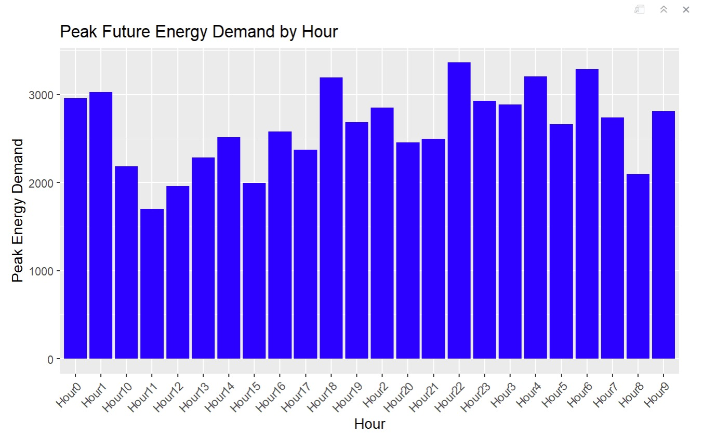 Peak Future Energy Demand by Hour
Peak Energy Demand
3000
2000
1000
0
Hour0
Hour1
Hour10
Hour11
Hour12
Hour13
Hour14
Hour15
Hour16
Hour17
Hour18
Hour19
Hour2
Hour20
Hour21
Hour22
Hour23
Hour3
Hour4
Hour5
Hour6
Hour7
Hour8
Hour9
Hour